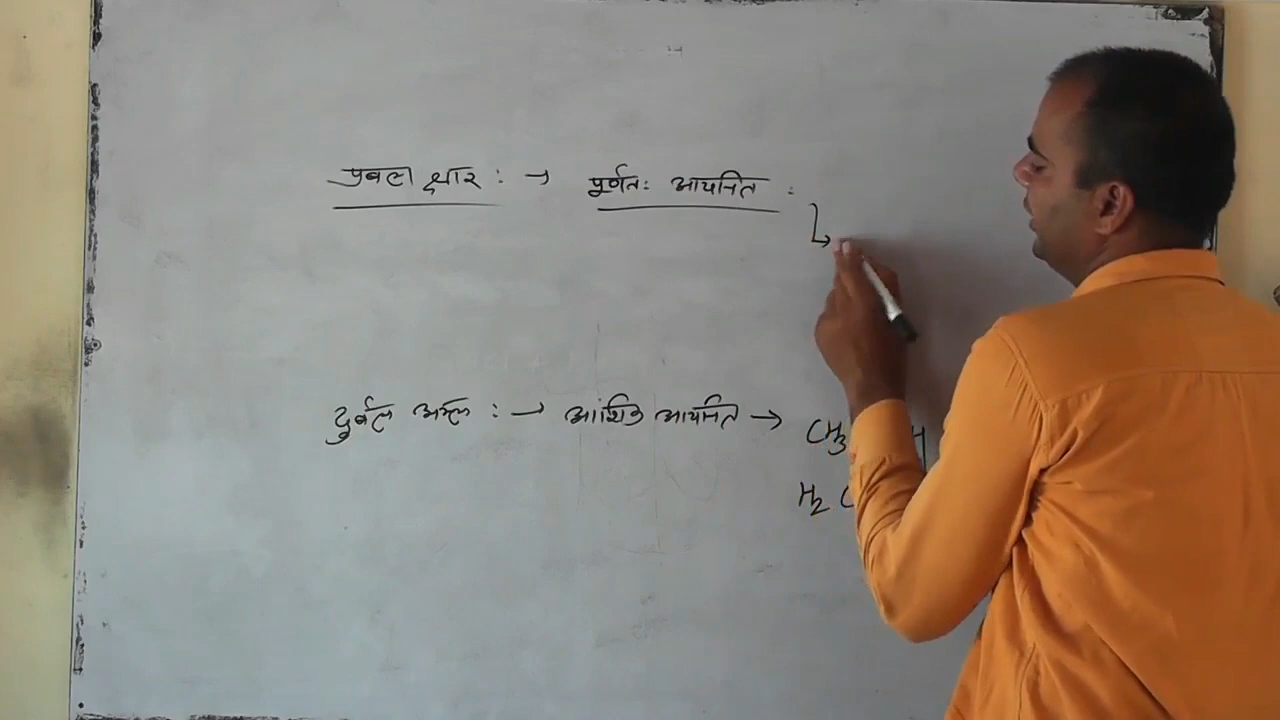 प्रबल क्षार : → पूर्णत: आयनित :
दुर्बल अम्ल : → आंशिक आयनित → CH3 H
H2 C